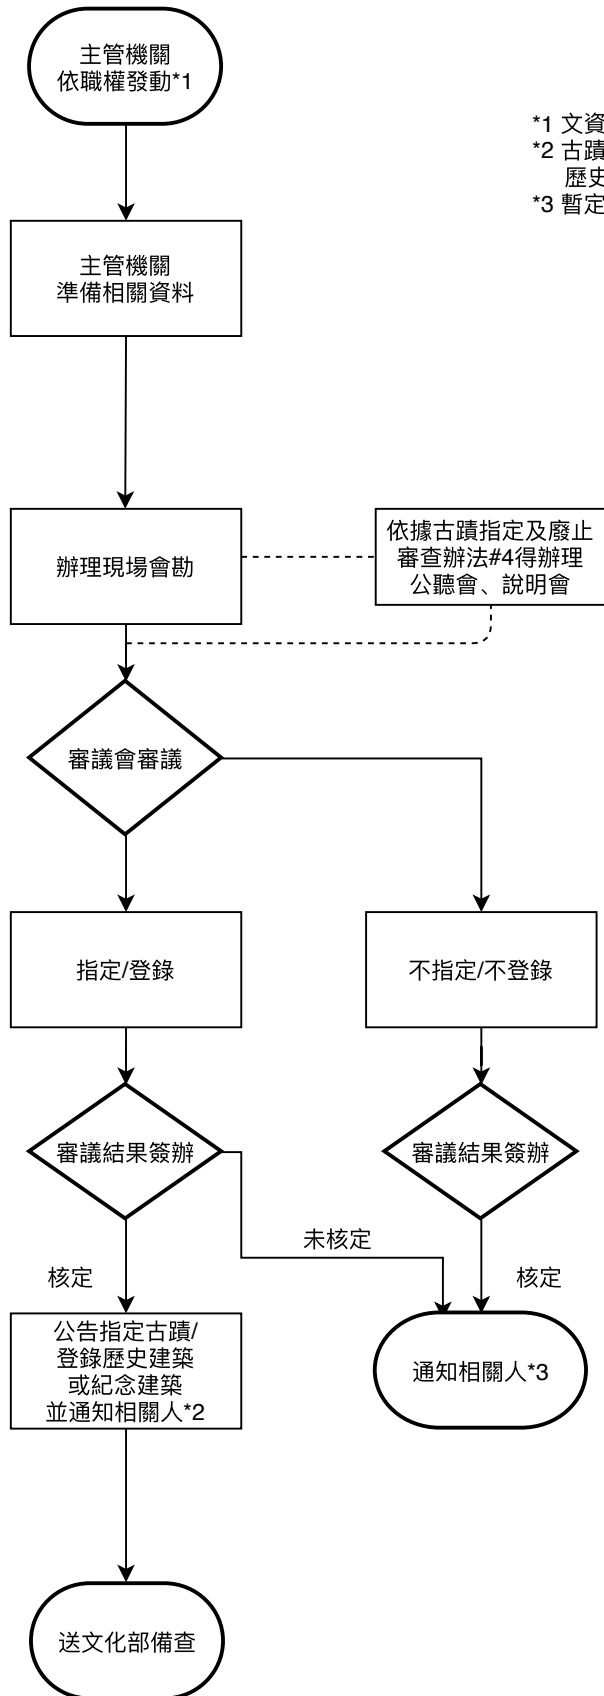 主管機關
依職權發動*1
*1 文資
*2 古蹟
歷史
*3 暫定
主管機關
準備相關資料
辦理現場會勘
依據古蹟指定及廢止
審查辦法#4得辦理
公聽會、說明會
審議會審議
指定/登錄
不指定/不登錄
審議結果簽辦
審議結果簽辦
未核定
核定
核定
公告指定古蹟/
登錄歷史建築
或紀念建築
並通知相關人*2
通知相關人*3
送文化部備查